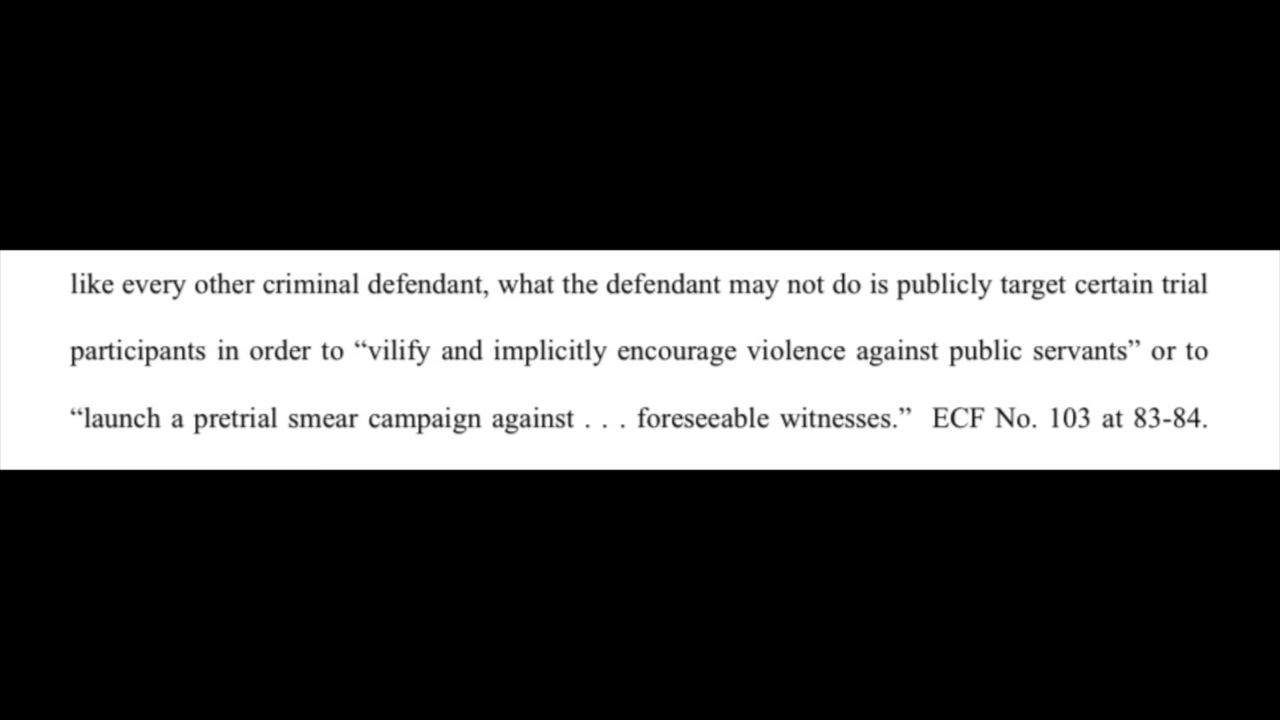 like every other criminal defendant, what the defendant may not do is publicly target certain trial
participants in order to “vilify and implicitly encourage violence against public servants” or to
“launch a pretrial smear campaign against . . . foreseeable witnesses.”  ECF No. 103 at 83-84.